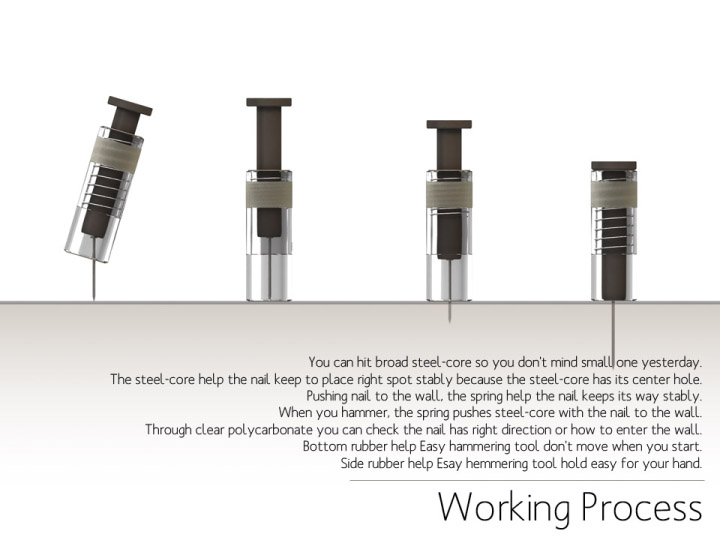 You can hit broad steel-core so you don't mind small one yesterday.
The steel-core help the nail keep to place right spot stably because the steel-core has its center hole.
Pushing nail to the wall, the spring help the nail keeps its way stably.
When you hammer, the spring pushes steel-core with the nail to the wall.
Through clear polycarbonate you can check the nail has right direction or how to enter the wall.
Bottom rubber help Easy hammering tool don't move when you start.
Side rubber help Esay hemmering tool hold easy for your hand.
Working Process